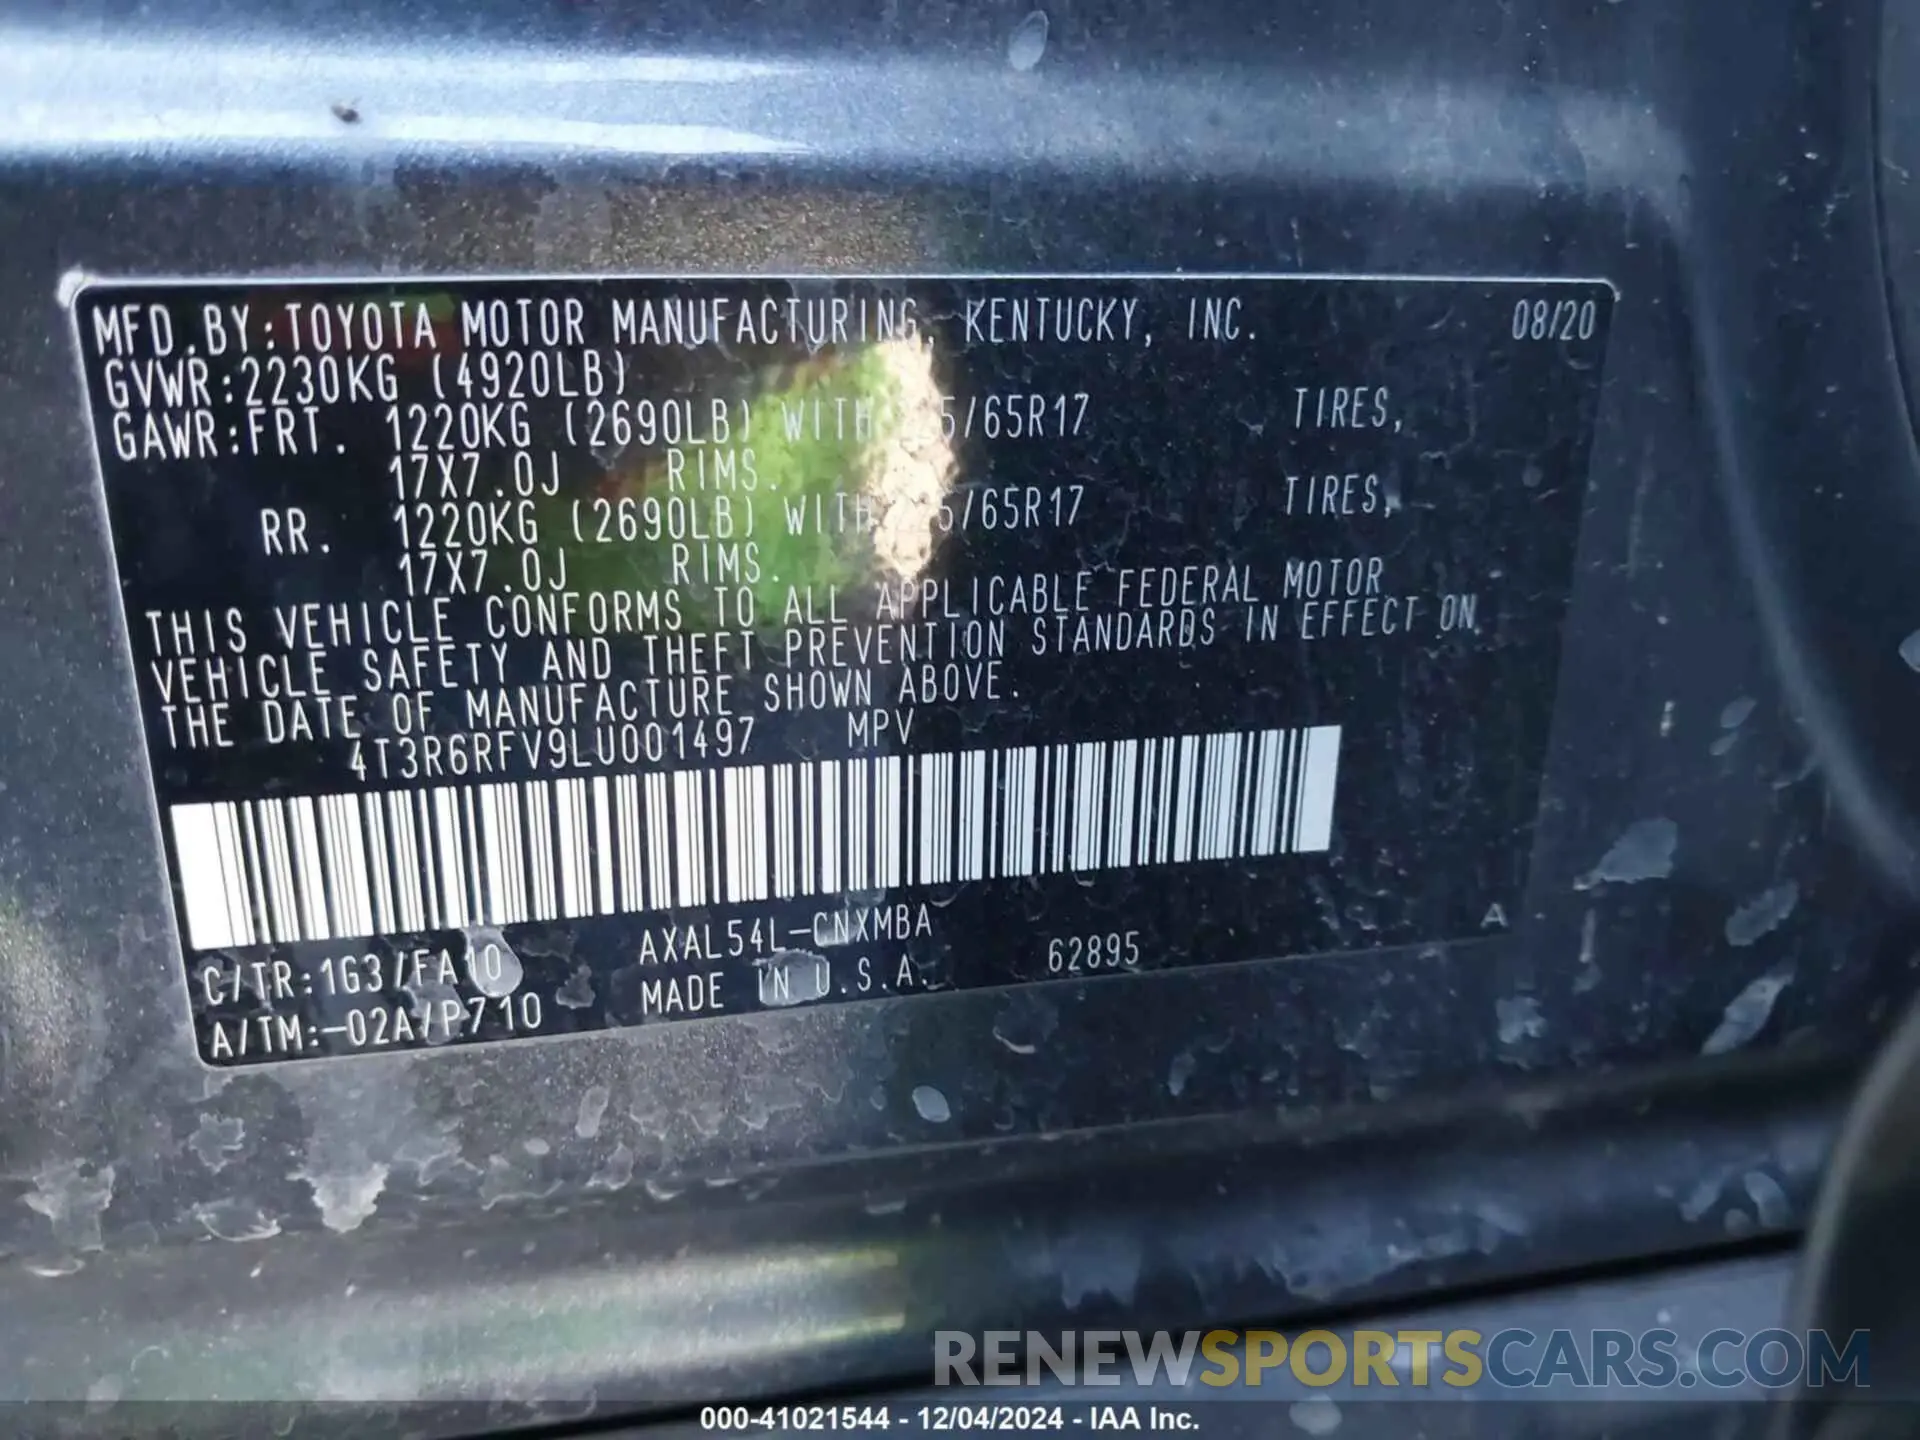 MFD.BY:TOYOTA MOTOR MANUFACTURING, KENTUCKY, INC. 08/20
GVWR:2230KG (4920LB)
GAWR:FRT. 1220KG (2690LB) WITH 5/65R17 TIRES,
17X7.0J RIMS.
RR. 1220KG (2690LB) WITH 5/65R17 TIRES,
17X7.0J RIMS.
THIS VEHICLE CONFORMS TO ALL APPLICABLE FEDERAL MOTOR
VEHICLE SAFETY AND THEFT PREVENTION STANDARDS IN EFFECT ON
THE DATE OF MANUFACTURE SHOWN ABOVE.
4T3R6RFV9LU001497 MPV
C/TR:1G3/FA10 AXAL54L-CNXMBA A
A/TM:-02A/P710 MADE IN U.S.A. 62895
RENEWSPORTSCARS.COM
000-41021544 - 12/04/2024 - IAA Inc.